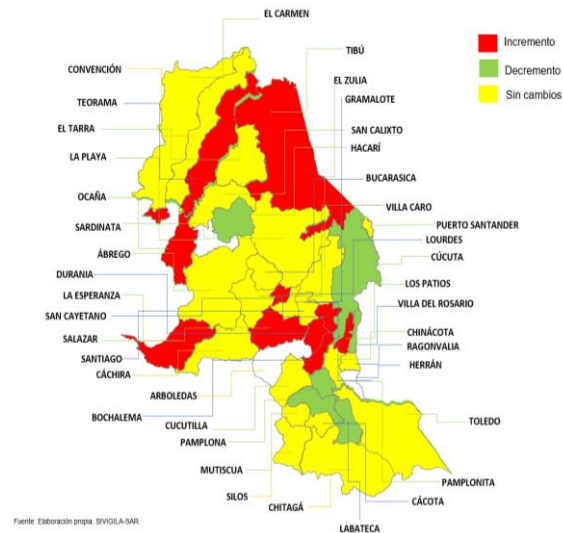 EL CARMEN
TIBÚ
CONVENCIÓN
EL ZULIA
TEORAMA
GRAMALOTE
EL TARRA
SAN CALIXTO
HACARÍ
LA PLAYA
BUCARASICA
OCAÑA
VILLA CARO
SARDINATA
PUERTO SANTANDER
LOURDES
ÁBREGO
CÚCUTA
DURANIA
LOS PATIOS
LA ESPERANZA
VILLA DEL ROSARIO
SAN CAYETANO
CHINÁCOTA
SALAZAR
RAGONVALIA
SANTIAGO
HERRÁN
CÁCHIRA
ARBOLEDAS
BOCHALEMA
TOLEDO
CUCUTILLA
PAMPLONA
MUTISCUA
PAMPLONITA
SILOS
CÁCOTA
CHITAGÁ
LABATECA
Incremento
Decremento
Sin cambios
Fuente: Elaboración propia. SIVIGILA-SAR